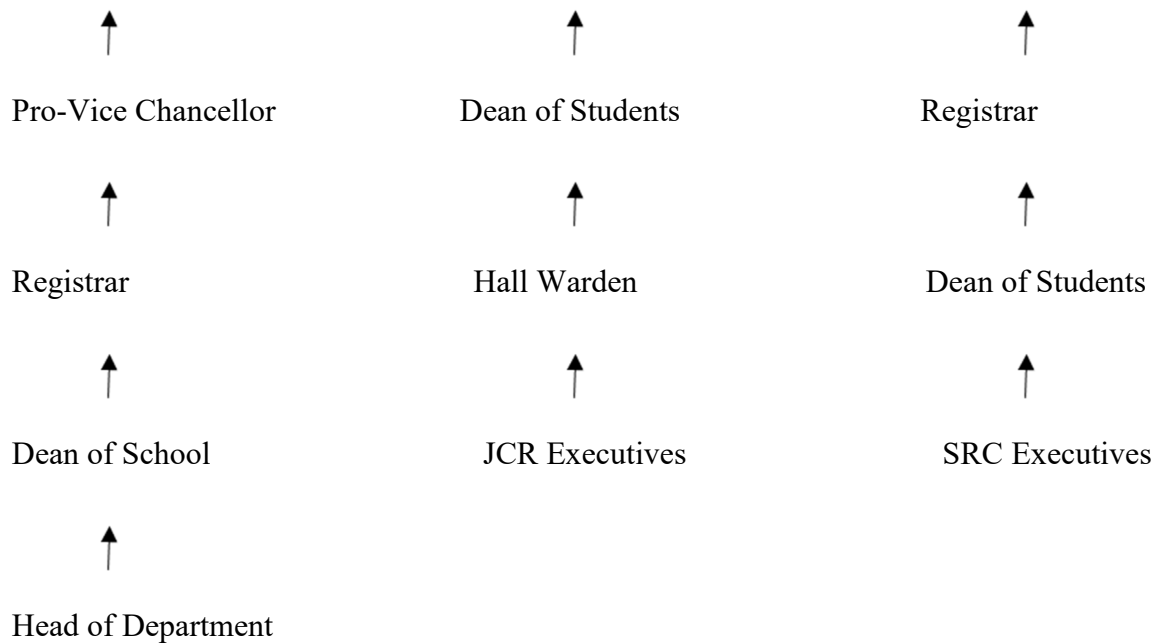 Pro-Vice Chancellor Dean of Students Registrar
Registrar Hall Warden Dean of Students
Dean of School JCR Executives SRC Executives
Head of Department